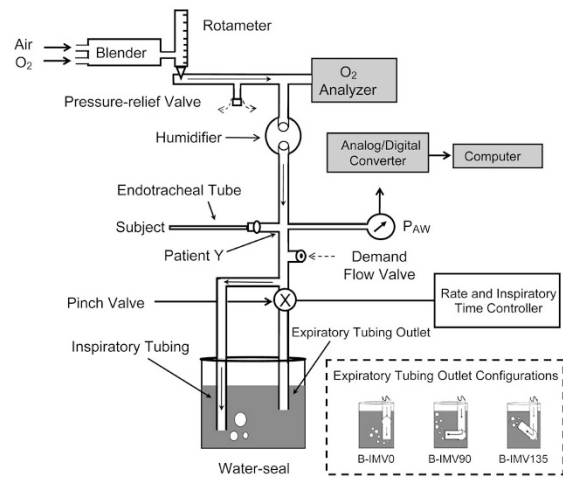 Rotameter
Air
O₂
Blender
O₂
Analyzer
Pressure-relief Valve
Humidifier
Analog/Digital
Converter
Computer
Endotracheal Tube
Subject
P_AW
Patient Y
Demand
Flow Valve
Pinch Valve
X
Rate and Inspiratory
Time Controller
Inspiratory Tubing
Expiratory Tubing Outlet
Expiratory Tubing Outlet Configurations
B-IMV0
B-IMV90
B-IMV135
Water-seal